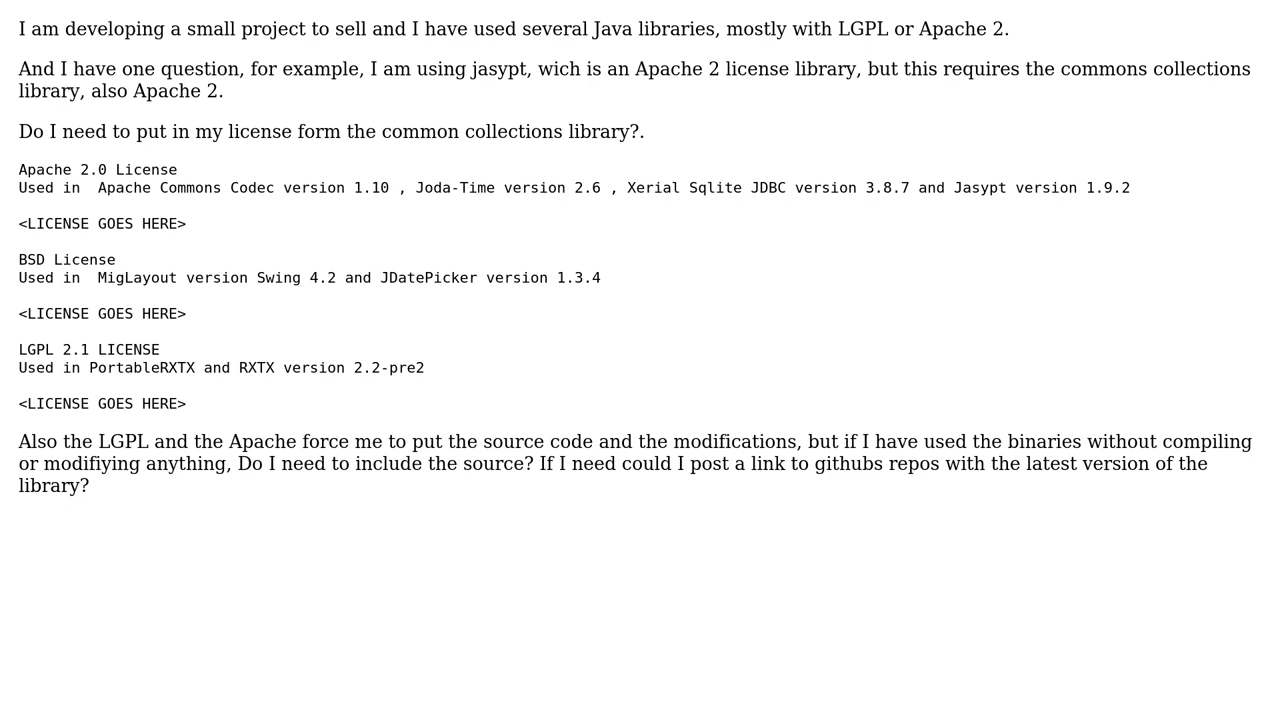 I am developing a small project to sell and I have used several Java libraries, mostly with LGPL or Apache 2.
And I have one question, for example, I am using jasypt, wich is an Apache 2 license library, but this requires the commons collections
library, also Apache 2.
Do I need to put in my license form the common collections library?.
Apache 2.0 License
Used in  Apache Commons Codec version 1.10 , Joda-Time version 2.6 , Xerial Sqlite JDBC version 3.8.7 and Jasypt version 1.9.2
<LICENSE GOES HERE>
BSD License
Used in  MigLayout version Swing 4.2 and JDatePicker version 1.3.4
<LICENSE GOES HERE>
LGPL 2.1 LICENSE
Used in PortableRXTX and RXTX version 2.2-pre2
<LICENSE GOES HERE>
Also the LGPL and the Apache force me to put the source code and the modifications, but if I have used the binaries without compiling
or modifiying anything, Do I need to include the source? If I need could I post a link to githubs repos with the latest version of the
library?